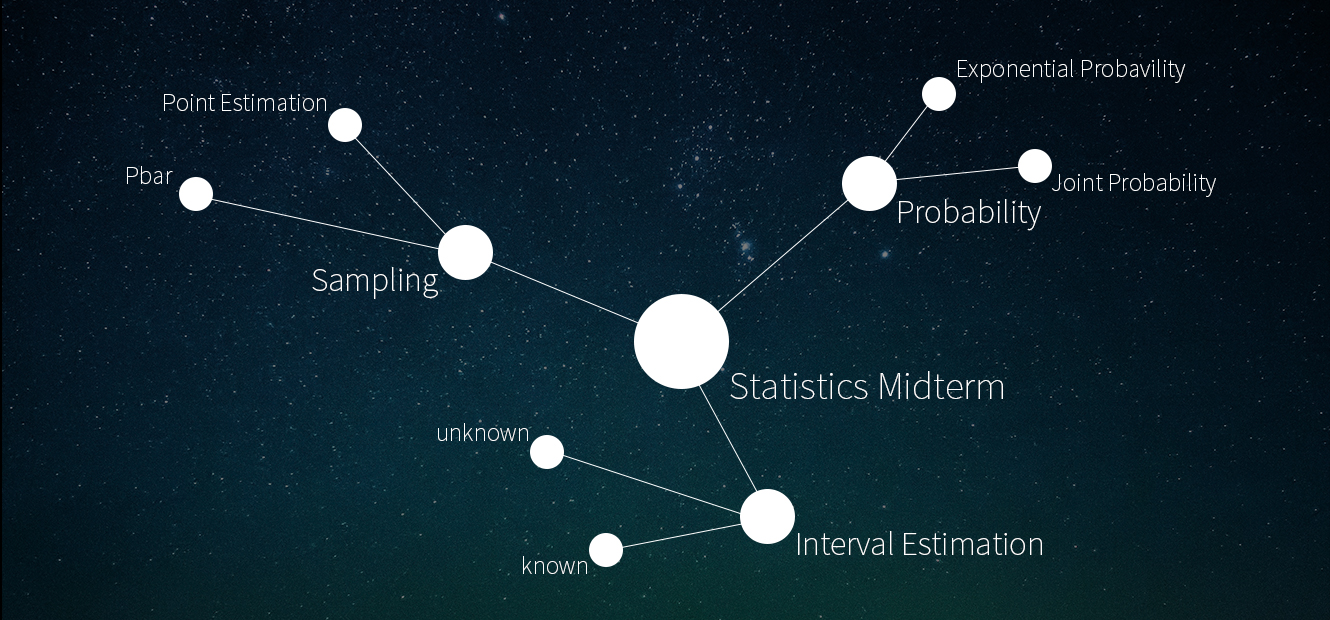 Exponential Probavility
Point Estimation
Pbar
Joint Probability
Probability
Sampling
Statistics Midterm
unknown
Interval Estimation
known